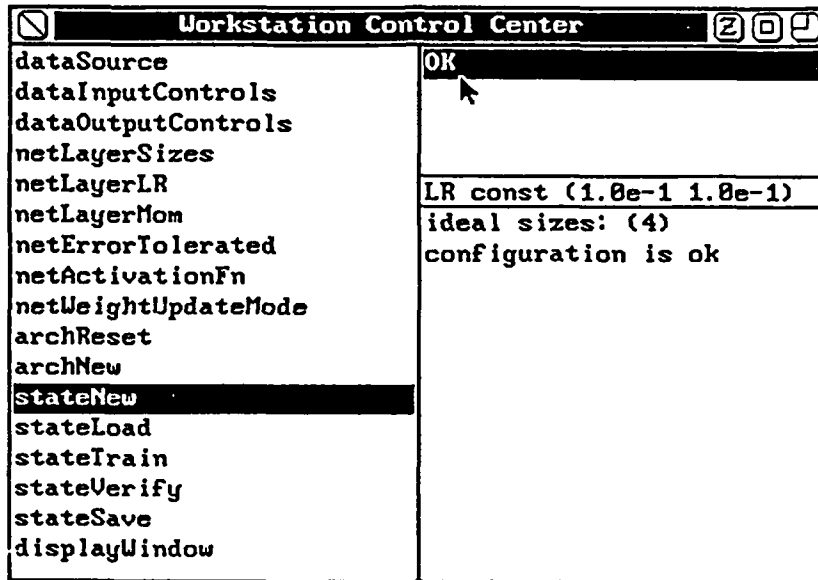 Workstation Control Center
dataSource
dataInputControls
dataOutputControls
netLayerSizes
netLayerLR
netLayerMom
netErrorTolerated
netActivationFn
netWeightUpdateMode
archReset
archNew
stateNew
stateLoad
stateTrain
stateVerify
stateSave
displayWindow
OK
LR const (1.0e-1 1.0e-1)
ideal sizes: (4)
configuration is ok